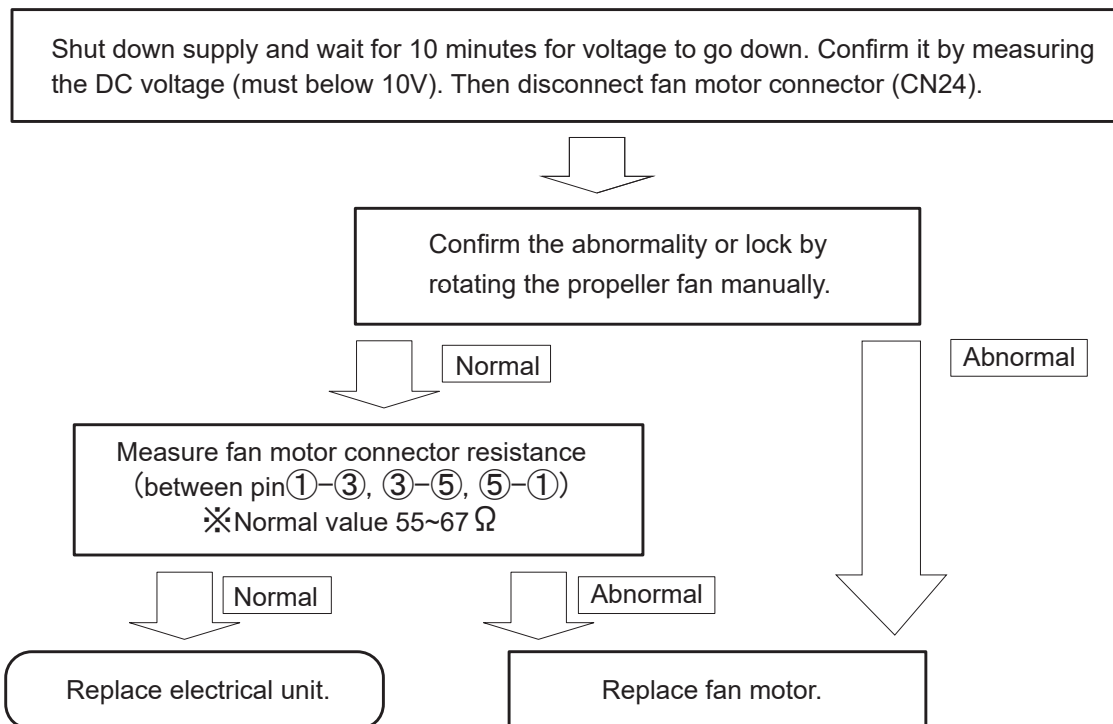 Shut down supply and wait for 10 minutes for voltage to go down. Confirm it by measuring
the DC voltage (must below 10V). Then disconnect fan motor connector (CN24).
Confirm the abnormality or lock by
rotating the propeller fan manually.
Normal
Abnormal
Measure fan motor connector resistance
(between pin①−③, ③−⑤, ⑤−①)
※Normal value 55~67 Ω
Normal
Abnormal
Replace electrical unit.
Replace fan motor.